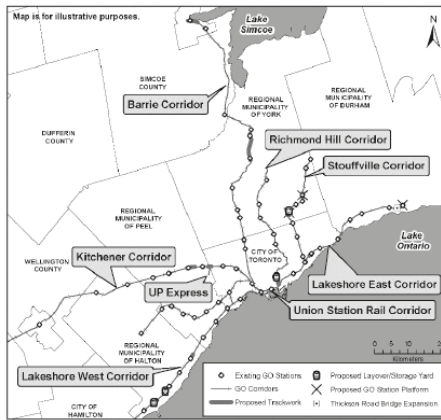 Map is for illustrative purposes.
Lake
Simcoe
N
SIMCOE
COUNTY
Barrie Corridor
REGIONAL
MUNICIPALITY
OF YORK
REGIONAL
MUNICIPALITY
OF DURHAM
DUFFERIN
COUNTY
Richmond Hill Corridor
Stouffville Corridor
REGIONAL
MUNICIPALITY
OF PEEL
Lake
Ontario
WELLINGTON
COUNTY
Kitchener Corridor
CITY OF
TORONTO
UP Express
Lakeshore East Corridor
Union Station Rail Corridor
REGIONAL
MUNICIPALITY
OF HALTON
Lakeshore West Corridor
CITY OF
HAMILTON
0 5 10 20
Kilometers
Existing GO Stations
GO Corridors
Proposed Trackwork
Proposed Layover/Storage Yard
Proposed GO Station Platform
Thickson Road Bridge Expansion